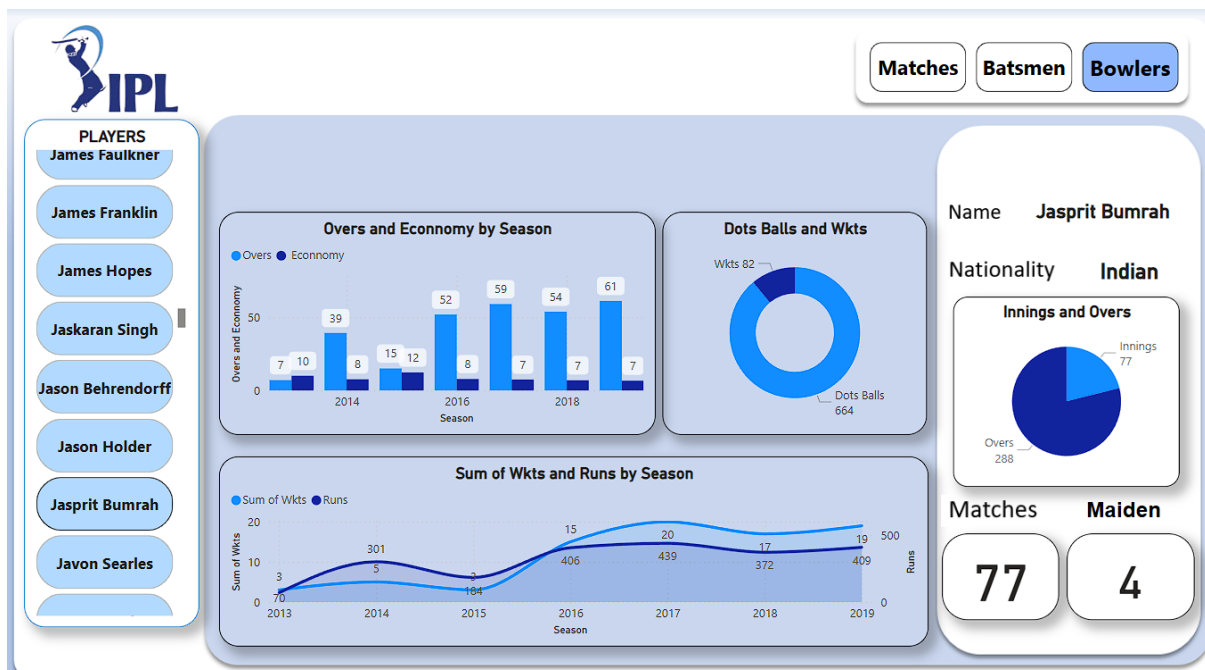 IPL
Matches
Batsmen
Bowlers
PLAYERS
James Faulkner
James Franklin
James Hopes
Jaskaran Singh
Jason Behrendorff
Jason Holder
Jasprit Bumrah
Javon Searles
Overs and Econnomy by Season
Overs Econnomy
Overs and Econnomy
50
0
7 10 39 8 15 12 52 8 59 7 54 7 61 7
2014 2016 2018
Season
Dots Balls and Wkts
Wkts 82
Dots Balls
664
Sum of Wkts and Runs by Season
Sum of Wkts Runs
Sum of Wkts
20
10
0
3 5 3 15 20 17 19
70 301 184 406 439 372 409
500
0
Runs
2013 2014 2015 2016 2017 2018 2019
Season
Name Jasprit Bumrah
Nationality Indian
Innings and Overs
Innings
77
Overs
288
Matches Maiden
77 4